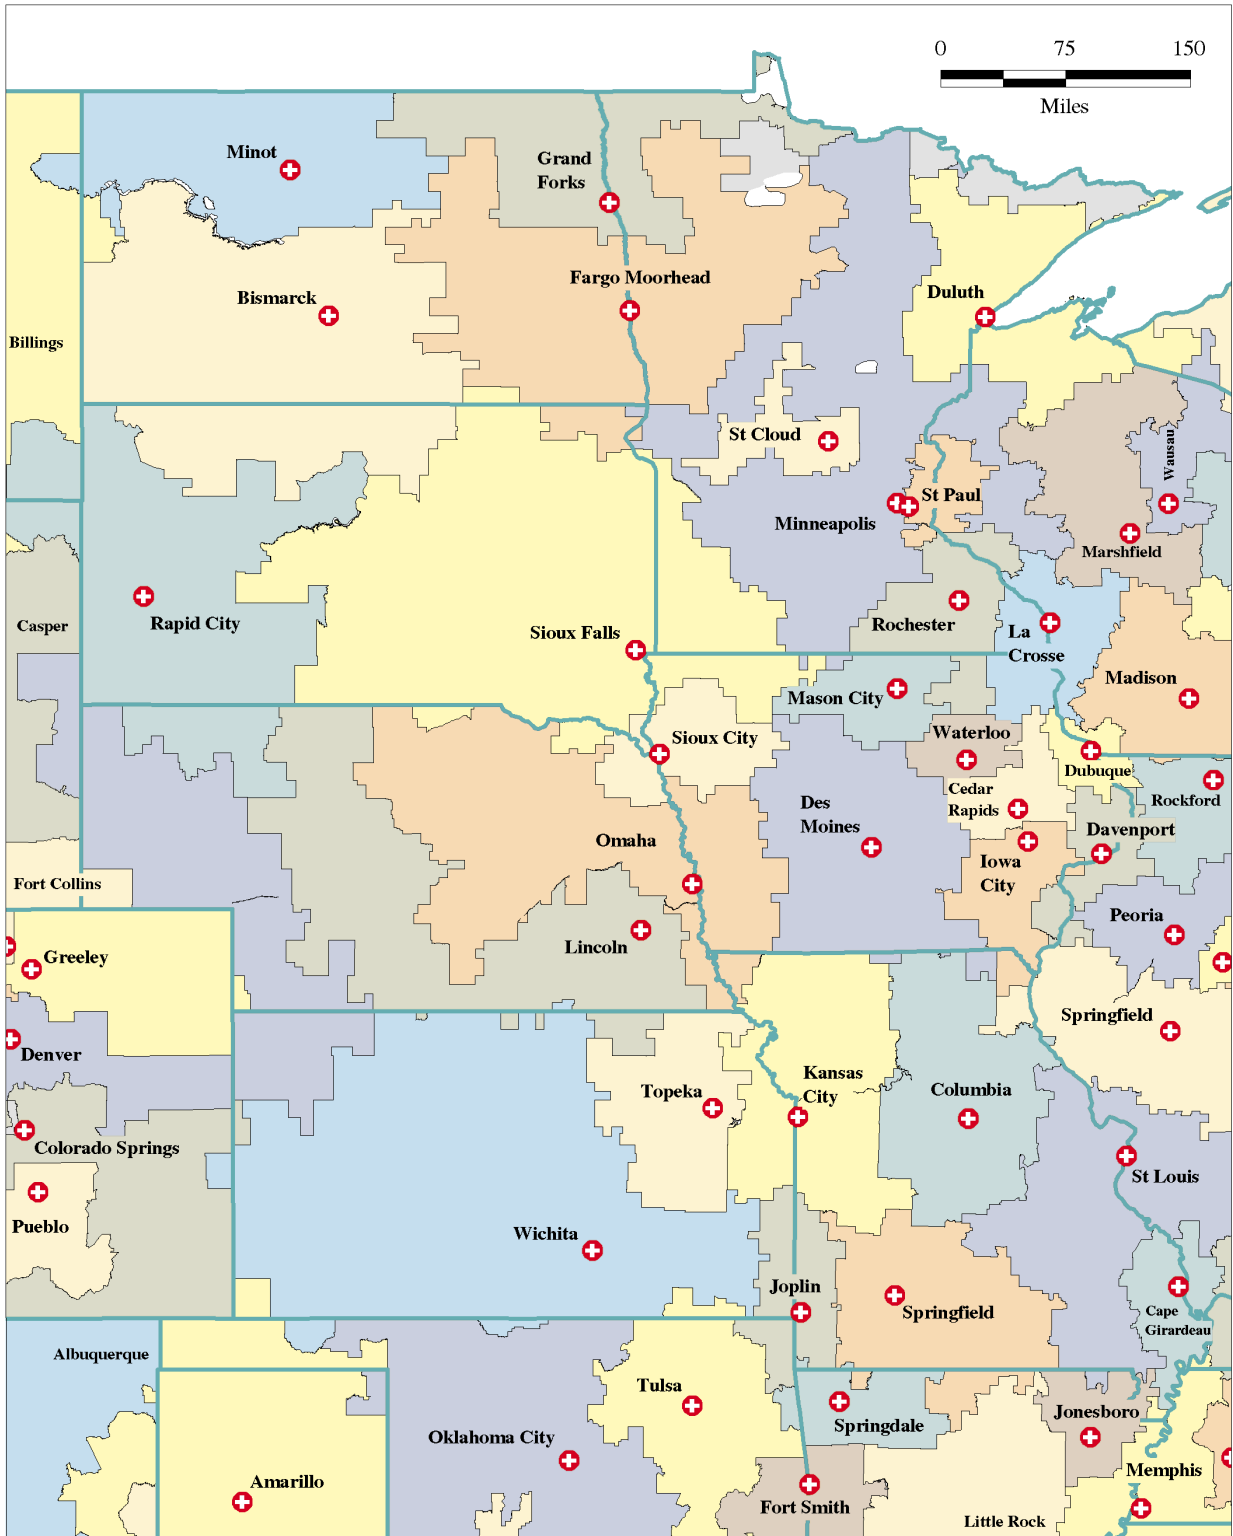 0 75 150
Miles
Minot
Grand
Forks
Fargo Moorhead
Duluth
Bismarck
Billings
St Cloud
Wausau
St Paul
Minneapolis
Marshfield
Casper
Rapid City
Sioux Falls
Rochester
La
Crosse
Madison
Mason City
Sioux City
Waterloo
Dubuque
Cedar
Rapids
Rockford
Des
Moines
Davenport
Omaha
Iowa
City
Fort Collins
Peoria
Lincoln
Greeley
Springfield
Denver
Kansas
City
Topeka
Columbia
Colorado Springs
St Louis
Pueblo
Wichita
Joplin
Springfield
Cape
Girardeau
Albuquerque
Tulsa
Springdale
Jonesboro
Oklahoma City
Amarillo
Memphis
Fort Smith
Little Rock